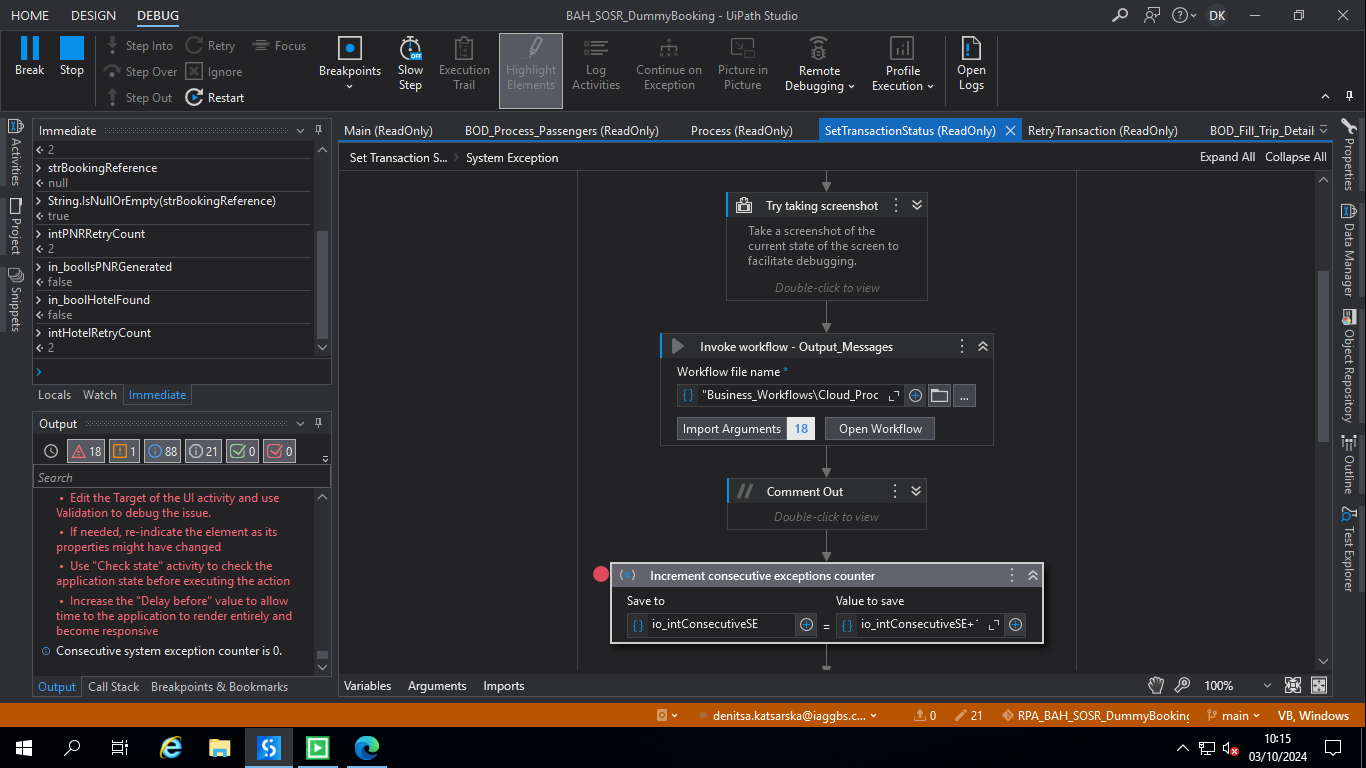 HOME DESIGN DEBUG BAH_SOSR_DummyBooking - UiPath Studio DK
Break Stop
Step Into Retry Focus
Step Over Ignore
Step Out Restart
Breakpoints
Slow Step
Execution Trail
Highlight Elements
Log Activities
Continue on Exception
Picture in Picture
Remote Debugging
Profile Execution
Open Logs
Activities
Project
Snippets
Immediate
2
strBookingReference
null
String.IsNullOrEmpty(strBookingReference)
true
intPNRRetryCount
2
in_boolIsPNRGenerated
false
in_boolHotelFound
false
intHotelRetryCount
2
Locals Watch Immediate
Output
18 1 88 21 0 0
Search
• Edit the Target of the UI activity and use
Validation to debug the issue.
• If needed, re-indicate the element as its
properties might have changed
• Use "Check state" activity to check the
application state before executing the action
• Increase the "Delay before" value to allow
time to the application to render entirely and
become responsive
Consecutive system exception counter is 0.
Output Call Stack Breakpoints & Bookmarks
Main (ReadOnly) BOD_Process_Passengers (ReadOnly) Process (ReadOnly) SetTransactionStatus (ReadOnly) RetryTransaction (ReadOnly) BOD_Fill_Trip_Detail
Set Transaction S... System Exception Expand All Collapse All
Try taking screenshot
Take a screenshot of the
current state of the screen to
facilitate debugging.
Double-click to view
Invoke workflow - Output_Messages
Workflow file name *
"Business_Workflows\Cloud_Proc ...
Import Arguments 18 Open Workflow
Comment Out
Double-click to view
Increment consecutive exceptions counter
Save to Value to save
io_intConsecutiveSE = io_intConsecutiveSE+
Variables Arguments Imports 100%
Properties
Data Manager
Object Repository
Outline
Test Explorer
denitsa.katsarska@iaggbs.c... 0 21 RPA_BAH_SOSR_DummyBooking main VB, Windows
10:15
03/10/2024